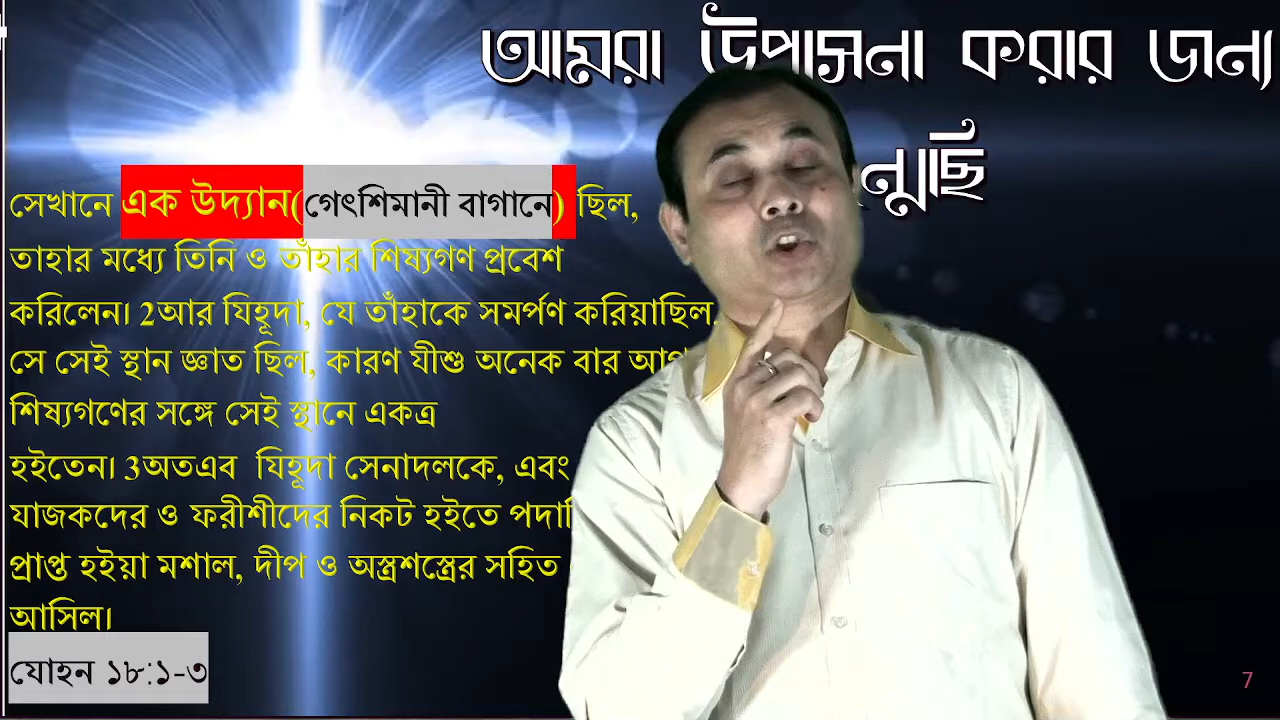 আমরা উপাসনা করার জন্য
সেখানে এক উদ্যান(গেৎশিমানী বাগানে) ছিল,
তাহার মধ্যে তিনি ও তাঁহার শিষ্যগণ প্রবেশ
করিলেন। 2আর যিহূদা, যে তাঁহাকে সমর্পণ করিয়াছিল,
সে সেই স্থান জ্ঞাত ছিল, কারণ যীশু অনেক বার
শিষ্যগণের সঙ্গে সেই স্থানে একত্র
হইতেন। 3অতএব যিহূদা সেনাদলকে, এবং
যাজকদের ও ফরীশীদের নিকট হইতে
প্রাপ্ত হইয়া মশাল, দীপ ও অস্ত্রশস্ত্রের সহিত
আসিল।
যোহন ১৮:১-৩
7